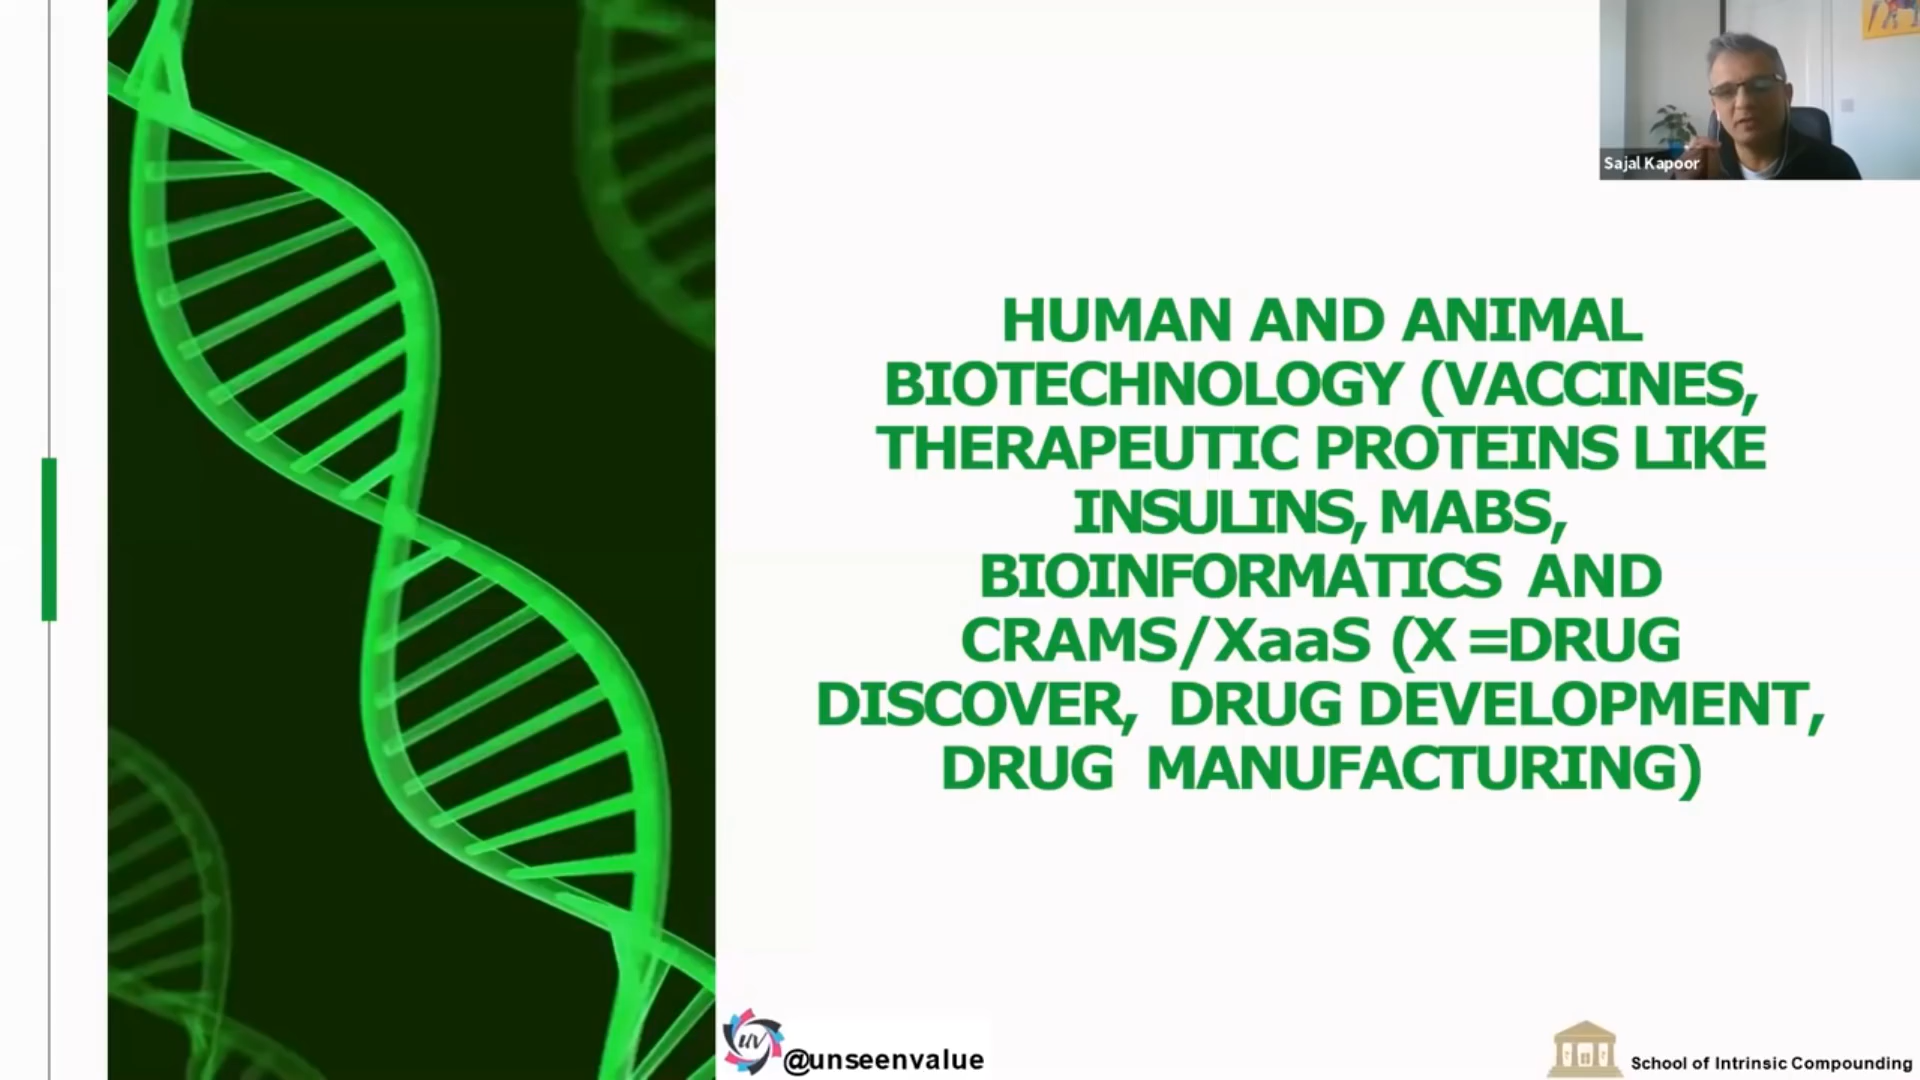 Sajal Kapoor
HUMAN AND ANIMAL
BIOTECHNOLOGY (VACCINES,
THERAPEUTIC PROTEINS LIKE
INSULINS, MABS,
BIOINFORMATICS AND
CRAMS/XaaS (X =DRUG
DISCOVER, DRUG DEVELOPMENT,
DRUG MANUFACTURING)
uv
@unseenvalue
School of Intrinsic Compounding